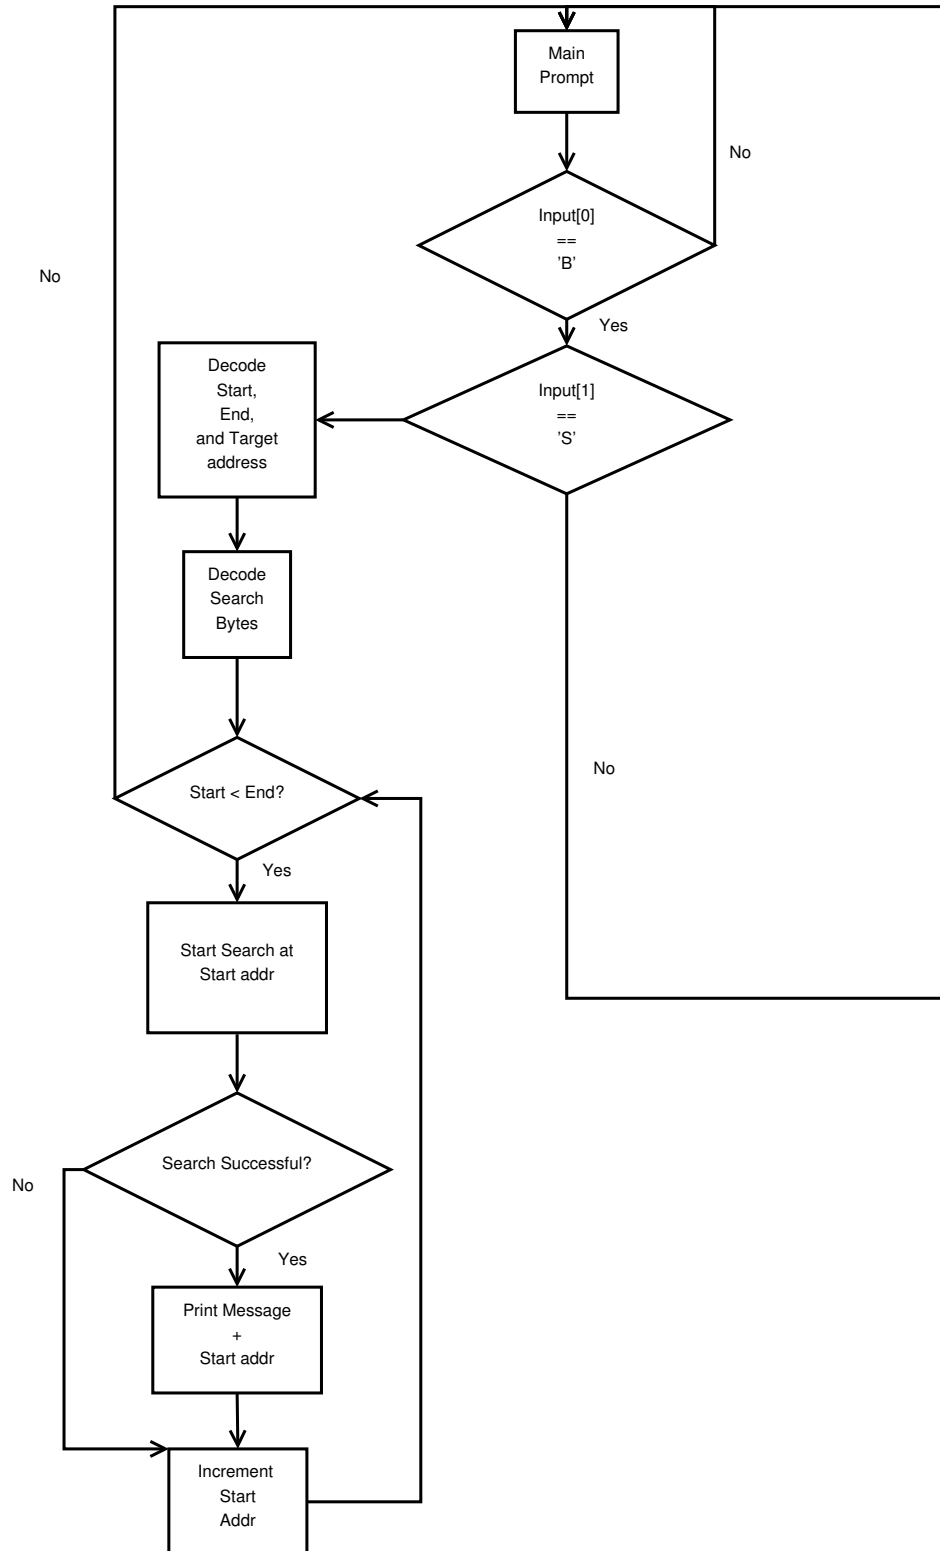 Main
Prompt
No
Input[0]
==
’B’
No
Yes
Decode
Start,
End,
and Target
address
Input[1]
==
’S’
Decode
Search
Bytes
No
Start < End?
Yes
Start Search at
Start addr
Search Successful?
No
Yes
Print Message
+
Start addr
Increment
Start
Addr